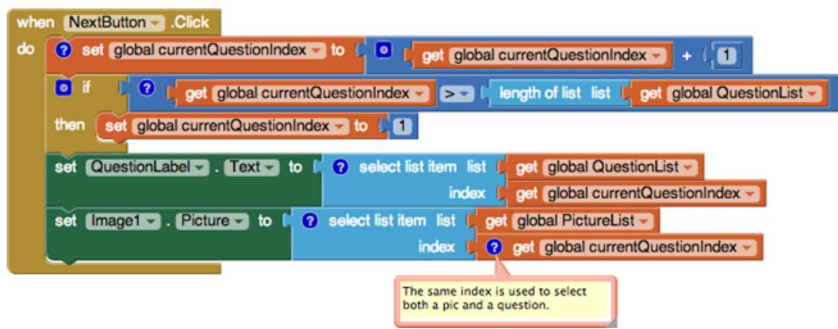 when NextButton .Click
do ? set global currentQuestionIndex to get global currentQuestionIndex + 1
if ? get global currentQuestionIndex > length of list list get global QuestionList
then set global currentQuestionIndex to 1
set QuestionLabel . Text to ? select list item list get global QuestionList
index get global currentQuestionIndex
set Image1 . Picture to ? select list item list get global PictureList
index ? get global currentQuestionIndex
The same index is used to select
both a pic and a question.